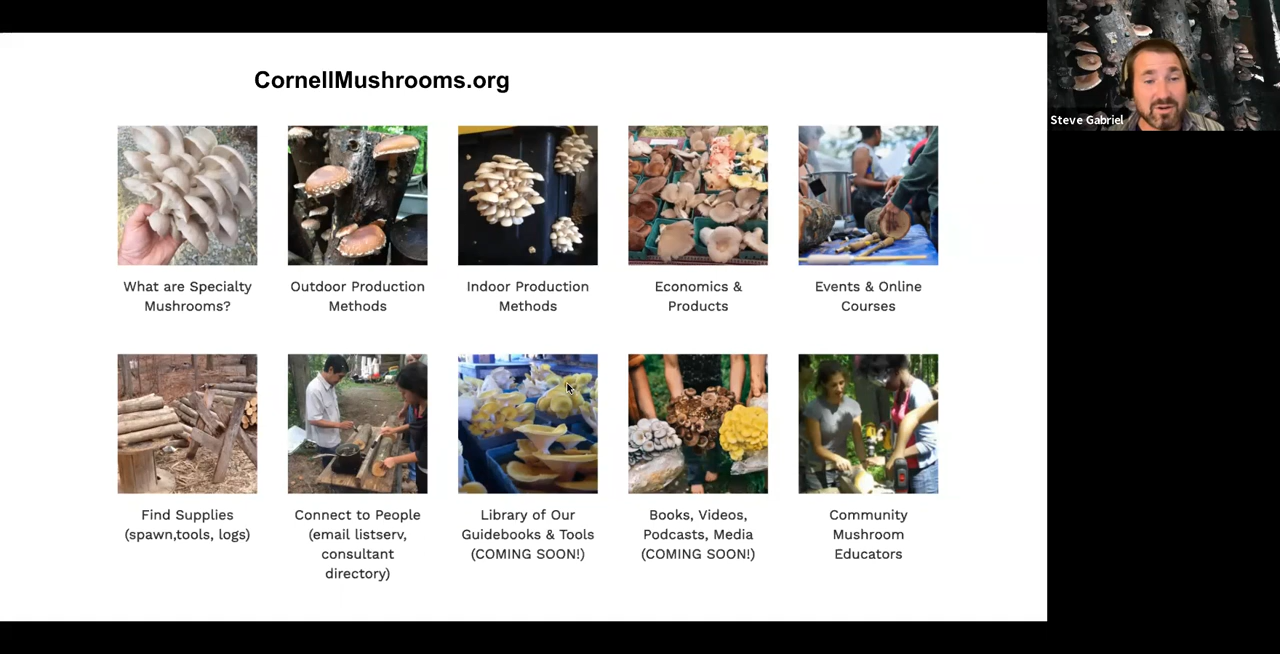 CornellMushrooms.org
Steve Gabriel
What are Specialty
Mushrooms?
Outdoor Production
Methods
Indoor Production
Methods
Economics &
Products
Events & Online
Courses
Find Supplies
(spawn,tools, logs)
Connect to People
(email listserv,
consultant
directory)
Library of Our
Guidebooks & Tools
(COMING SOON!)
Books, Videos,
Podcasts, Media
(COMING SOON!)
Community
Mushroom
Educators